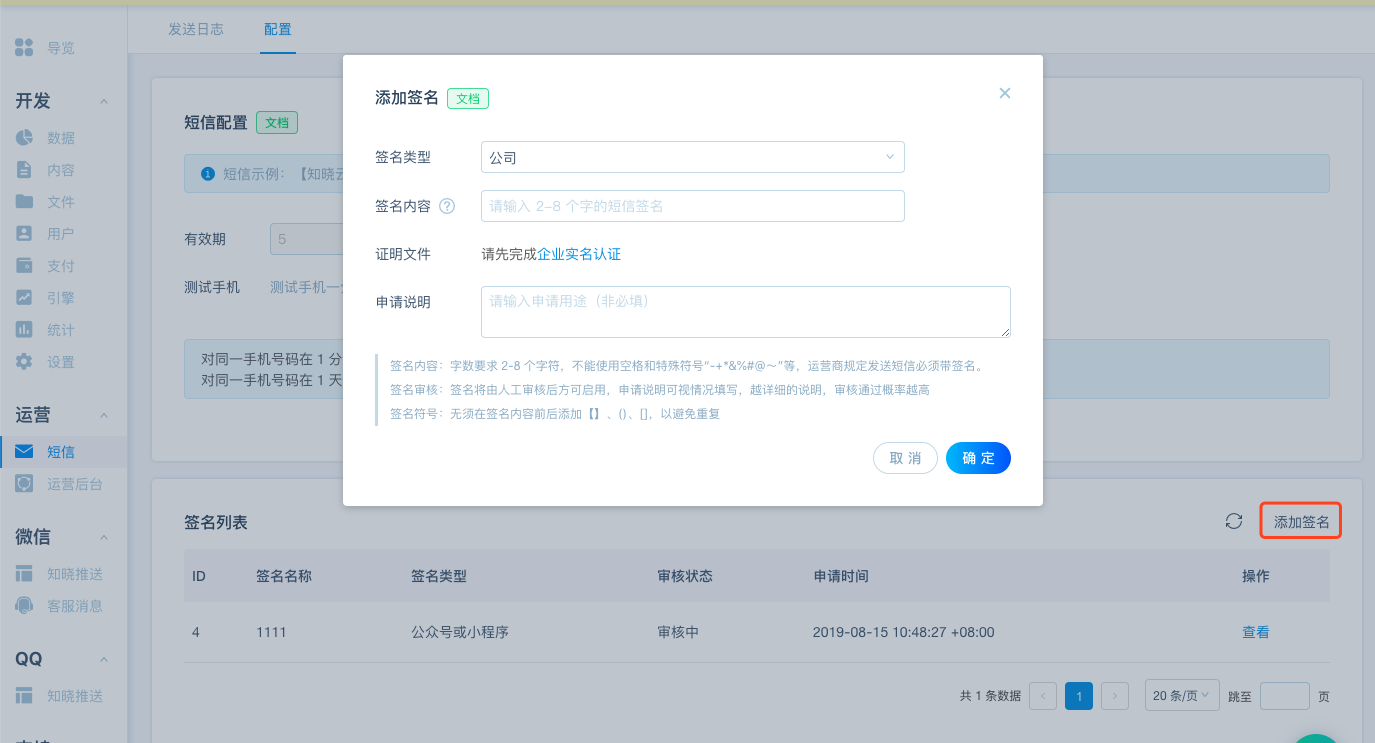 发送日志 配置
导览
开发
数据
内容
文件
用户
支付
引擎
统计
设置
运营
短信
运营后台
微信
知晓推送
客服消息
QQ
知晓推送
短信配置 文档
短信示例：【知晓云
有效期 5
测试手机 测试手机一
对同一手机号码在 1 分
对同一手机号码在 1 天
添加签名 文档
签名类型 公司
签名内容 ? 请输入 2-8 个字的短信签名
证明文件 请先完成企业实名认证
申请说明 请输入申请用途（非必填）
签名内容：字数要求 2-8 个字符，不能使用空格和特殊符号“-+*&%#@～”等，运营商规定发送短信必须带签名。
签名审核：签名将由人工审核后方可启用，申请说明可视情况填写，越详细的说明，审核通过概率越高
签名符号：无须在签名内容前后添加【】、()、[]，以避免重复
取 消 确 定
签名列表 添加签名
ID 签名名称 签名类型 审核状态 申请时间 操作
4 1111 公众号或小程序 审核中 2019-08-15 10:48:27 +08:00 查看
共 1 条数据 < 1 > 20 条/页 跳至 页